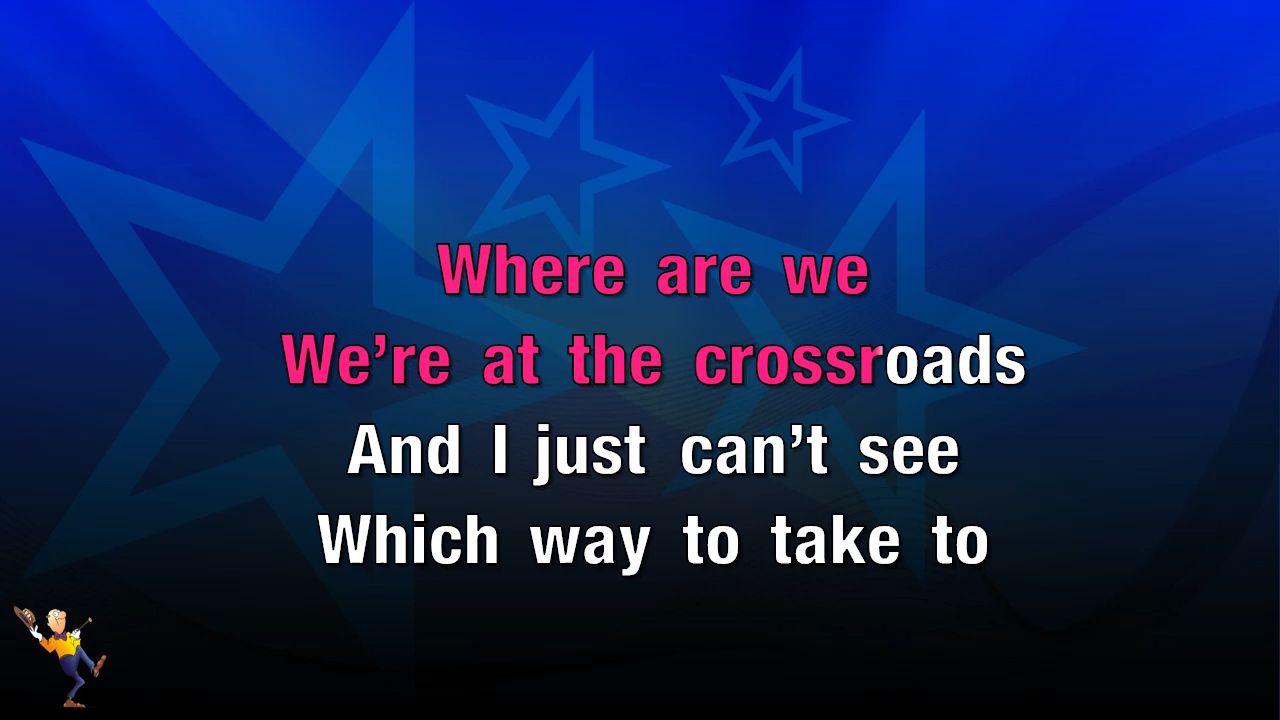 Where are we
We’re at the crossroads
And I just can’t see
Which way to take to